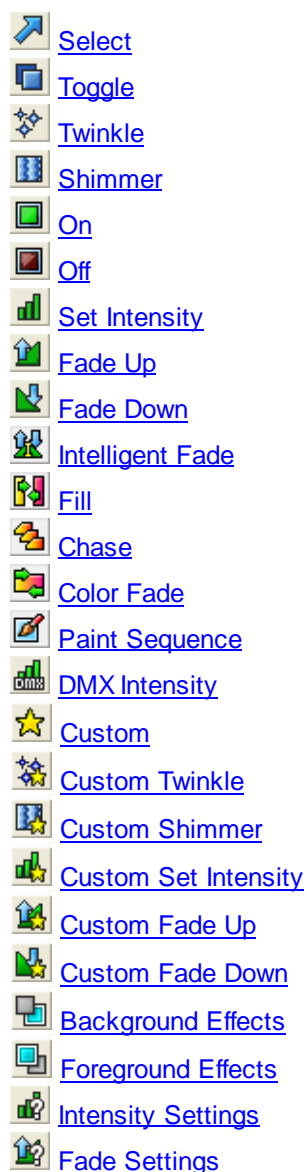 Select
Toggle
Twinkle
Shimmer
On
Off
Set Intensity
Fade Up
Fade Down
Intelligent Fade
Fill
Chase
Color Fade
Paint Sequence
DMX DMX Intensity
Custom
Custom Twinkle
Custom Shimmer
Custom Set Intensity
Custom Fade Up
Custom Fade Down
Background Effects
Foreground Effects
Intensity Settings
Fade Settings